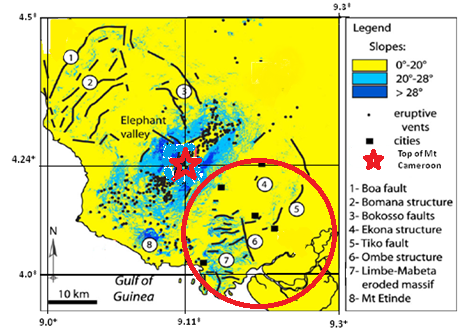 4.5°
9.3°
Legend
Slopes:
0°-20°
20°-28°
> 28°
eruptive
vents
cities
Top of Mt
Cameroon
1- Boa fault
2- Bomana structure
3- Bokosso faults
4- Ekona structure
5- Tiko fault
6- Ombe structure
7- Limbe-Mabeta
eroded massif
8- Mt Etinde
1
2
3
Elephant
valley
4.24°
4
5
6
7
8
N
4.0°
Gulf of
Guinea
10 km
9.0°
9.11°
9.3°